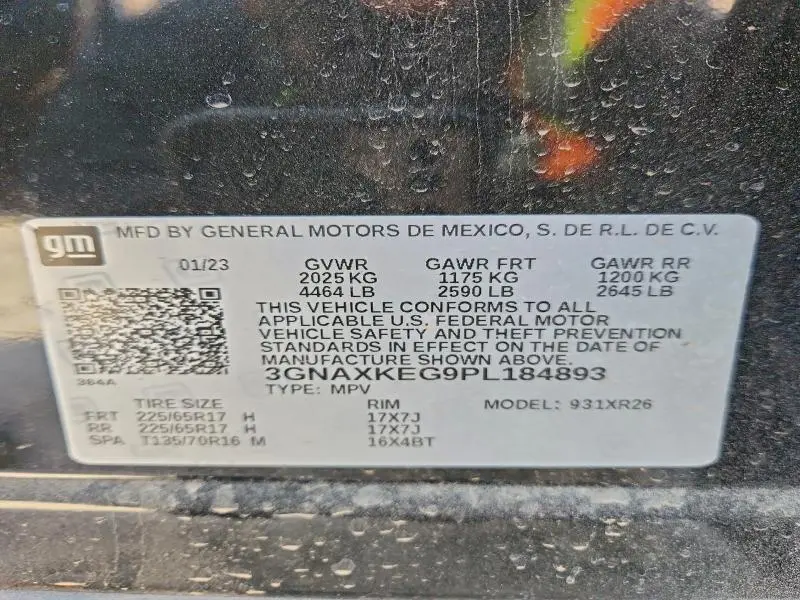 gm MFD BY GENERAL MOTORS DE MEXICO, S. DE R.L. DE C.V.
01/23 GVWR GAWR FRT GAWR RR
2025 KG 1175 KG 1200 KG
4464 LB 2590 LB 2645 LB
THIS VEHICLE CONFORMS TO ALL
APPLICABLE U.S. FEDERAL MOTOR
VEHICLE SAFETY AND THEFT PREVENTION
STANDARDS IN EFFECT ON THE DATE OF
MANUFACTURE SHOWN ABOVE.
3GNAXKEG9PL184893
384A
TYPE: MPV
TIRE SIZE RIM MODEL: 931XR26
FRT 225/65R17 H 17X7J
RR 225/65R17 H 17X7J
SPA T135/70R16 M 16X4BT